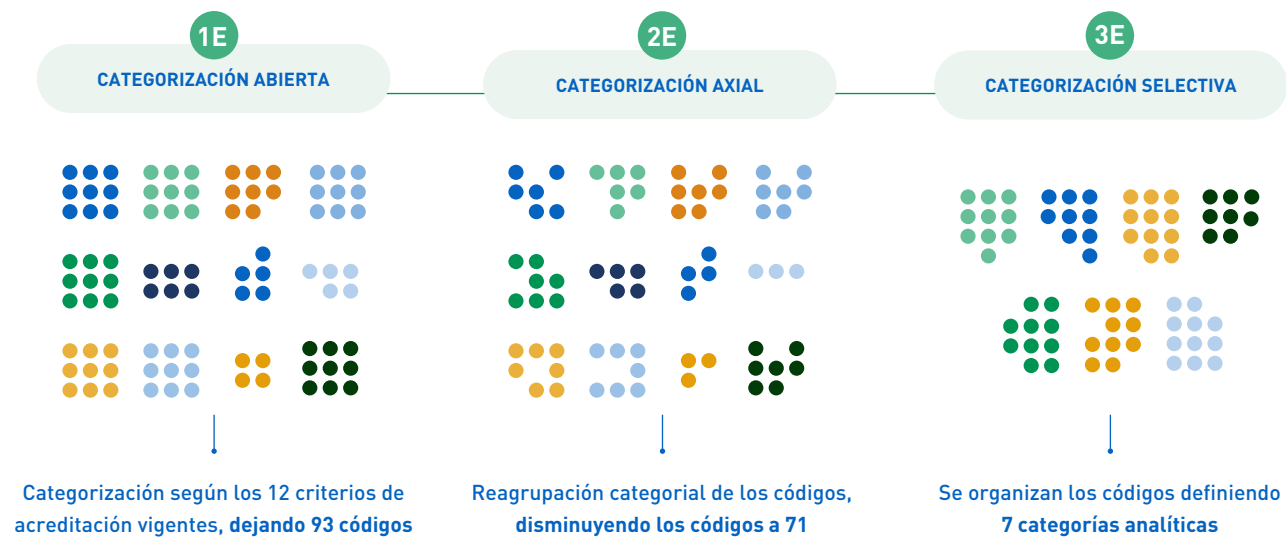 1E
CATEGORIZACIÓN ABIERTA
2E
CATEGORIZACIÓN AXIAL
3E
CATEGORIZACIÓN SELECTIVA
Categorización según los 12 criterios de
acreditación vigentes, dejando 93 códigos
Reagrupación categorial de los códigos,
disminuyendo los códigos a 71
Se organizan los códigos definiendo
7 categorías analíticas